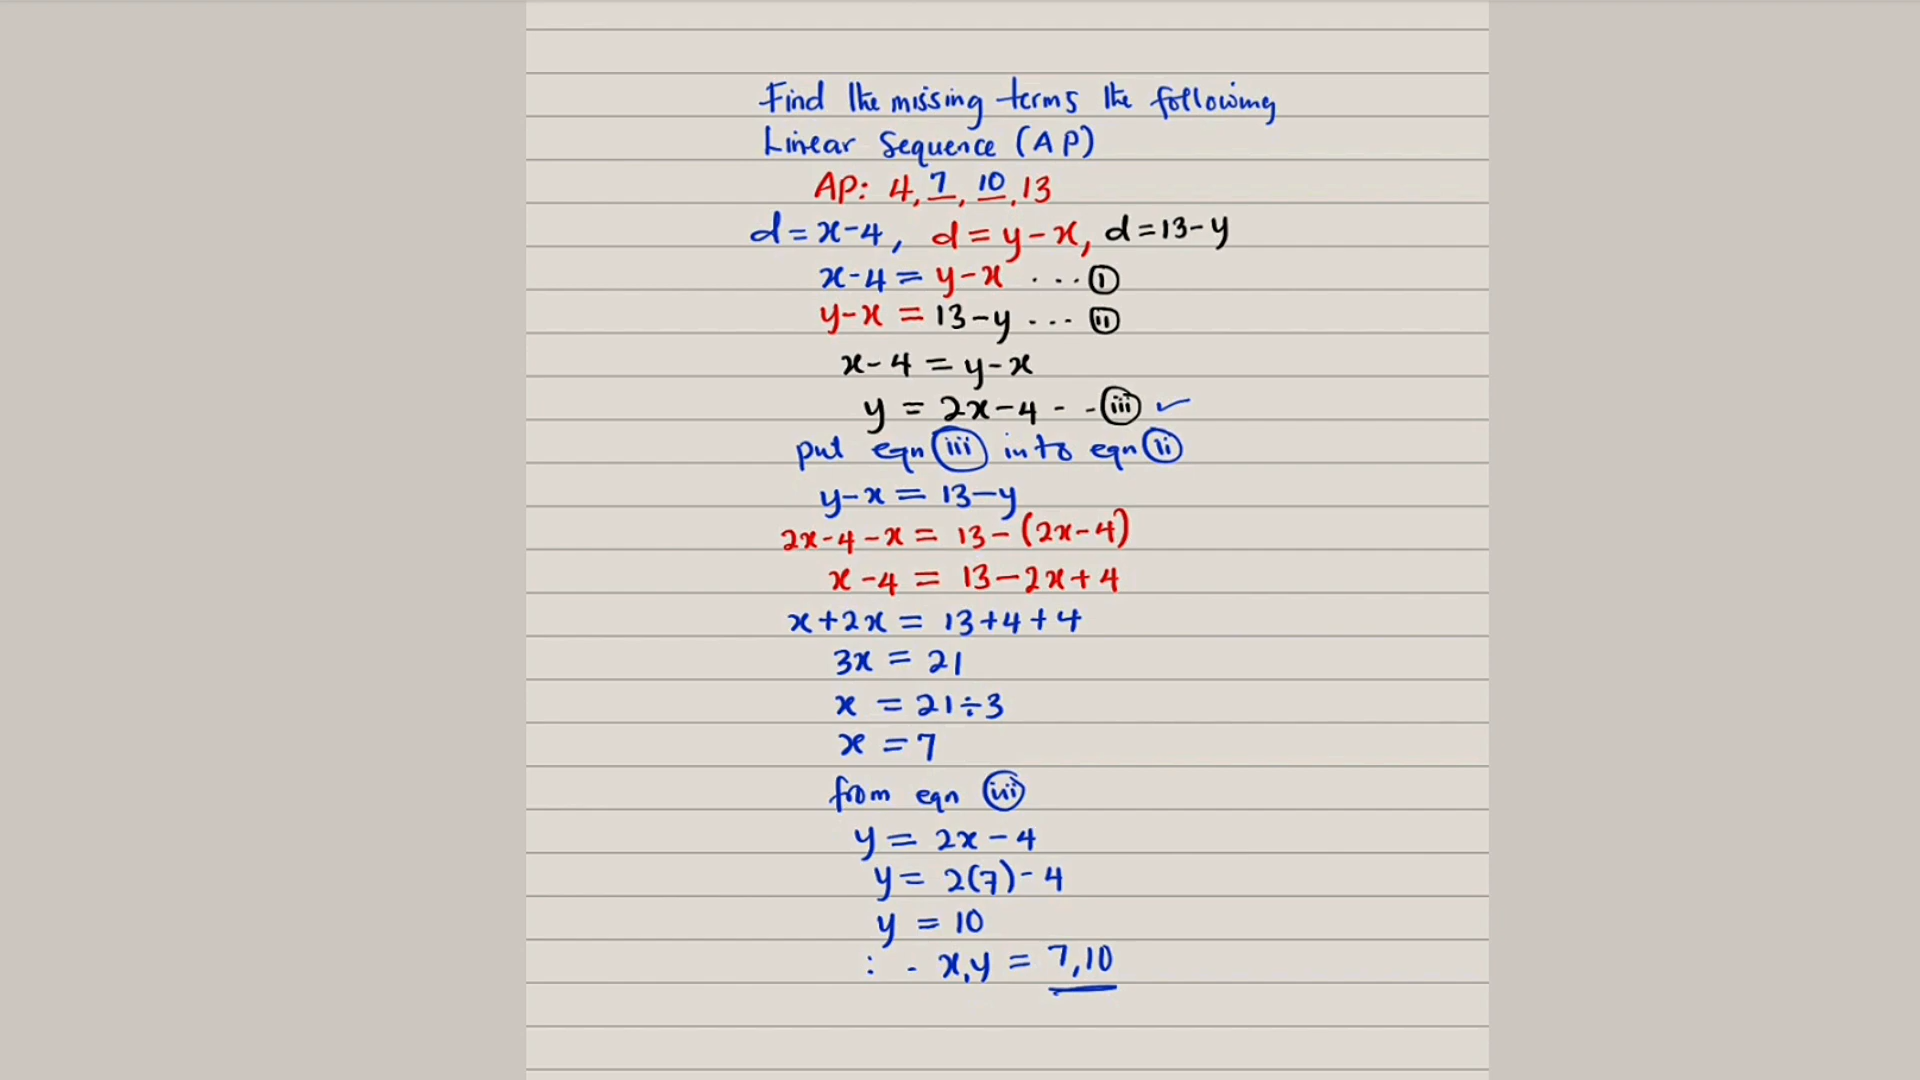 Find the missing terms the following
Linear Sequence (AP)
AP: 4, 7, 10, 13
d = x-4, d = y-x, d = 13-y
x-4 = y-x ... (i)
y-x = 13-y ... (ii)
x-4 = y-x
y = 2x-4 - - (iii) ✓
put eqn (iii) into eqn (ii)
y-x = 13-y
2x-4-x = 13-(2x-4)
x-4 = 13-2x+4
x+2x = 13+4+4
3x = 21
x = 21÷3
x = 7
from eqn (iii)
y = 2x-4
y = 2(7)-4
y = 10
: - x,y = 7,10